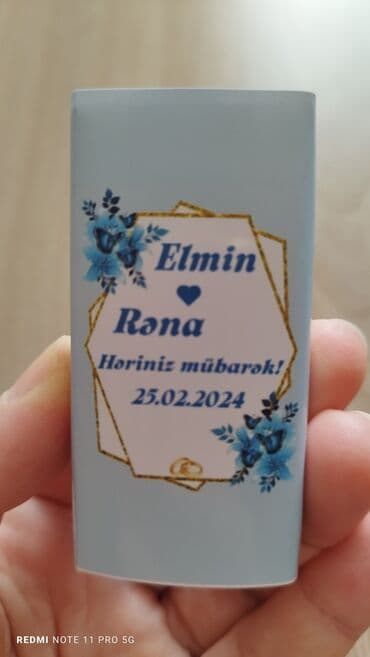 Elmin
Rəna
Həriniz mübarək!
25.02.2024
REDMI NOTE 11 PRO 5G